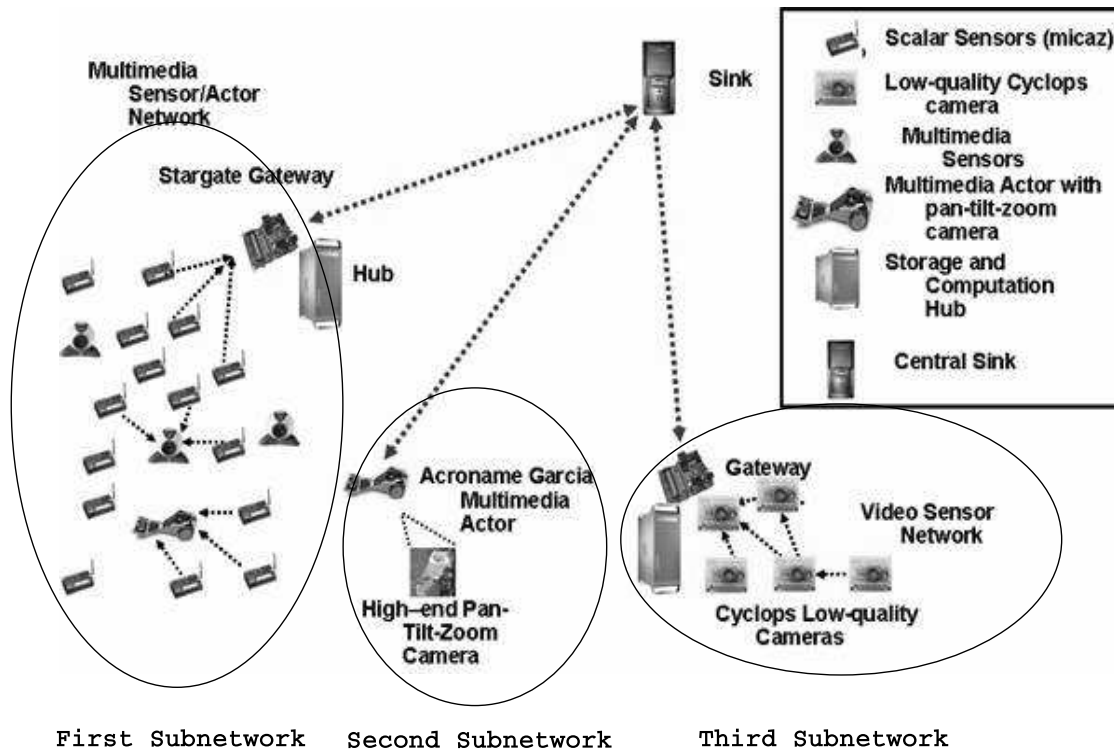 Multimedia
Sensor/Actor
Network
Stargate Gateway
Hub
Sink
Scalar Sensors (micaz)
Low-quality Cyclops
camera
Multimedia
Sensors
Multimedia Actor with
pan-tilt-zoom
camera
Storage and
Computation
Hub
Central Sink
Acroname Garcia
Multimedia
Actor
High–end Pan-
Tilt-Zoom
Camera
Gateway
Video Sensor
Network
Cyclops Low-quality
Cameras
First Subnetwork
Second Subnetwork
Third Subnetwork